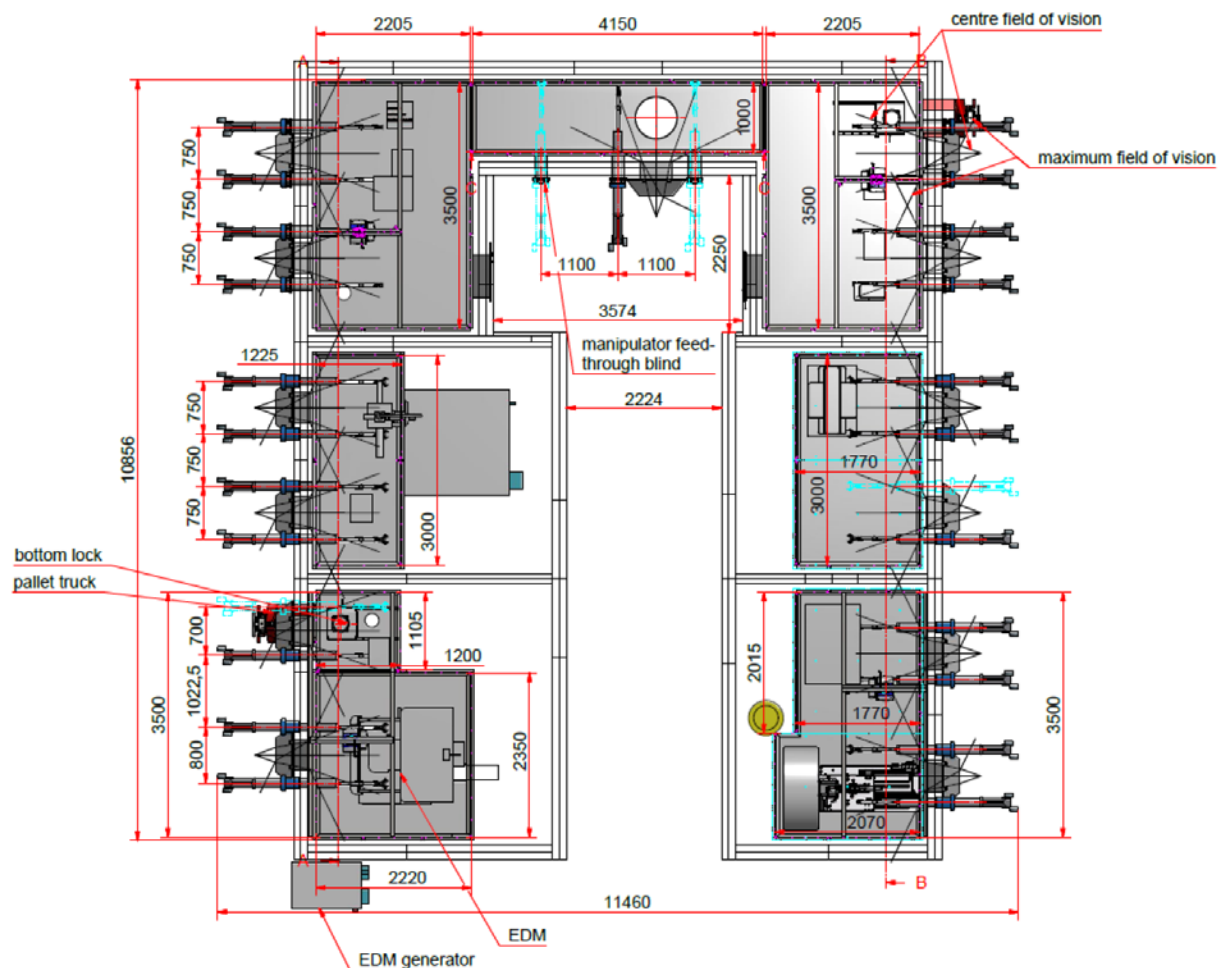 2205
4150
2205
centre field of vision
A
B
maximum field of vision
750
750
750
3500
1000
3500
C
C
2250
1100
1100
3574
manipulator feed-
through blind
1225
2224
10856
750
750
750
3000
1770
3000
bottom lock
pallet truck
700
1105
1200
1022,5
3500
800
2350
2015
1770
3500
2070
A
2220
B
11460
EDM
EDM generator